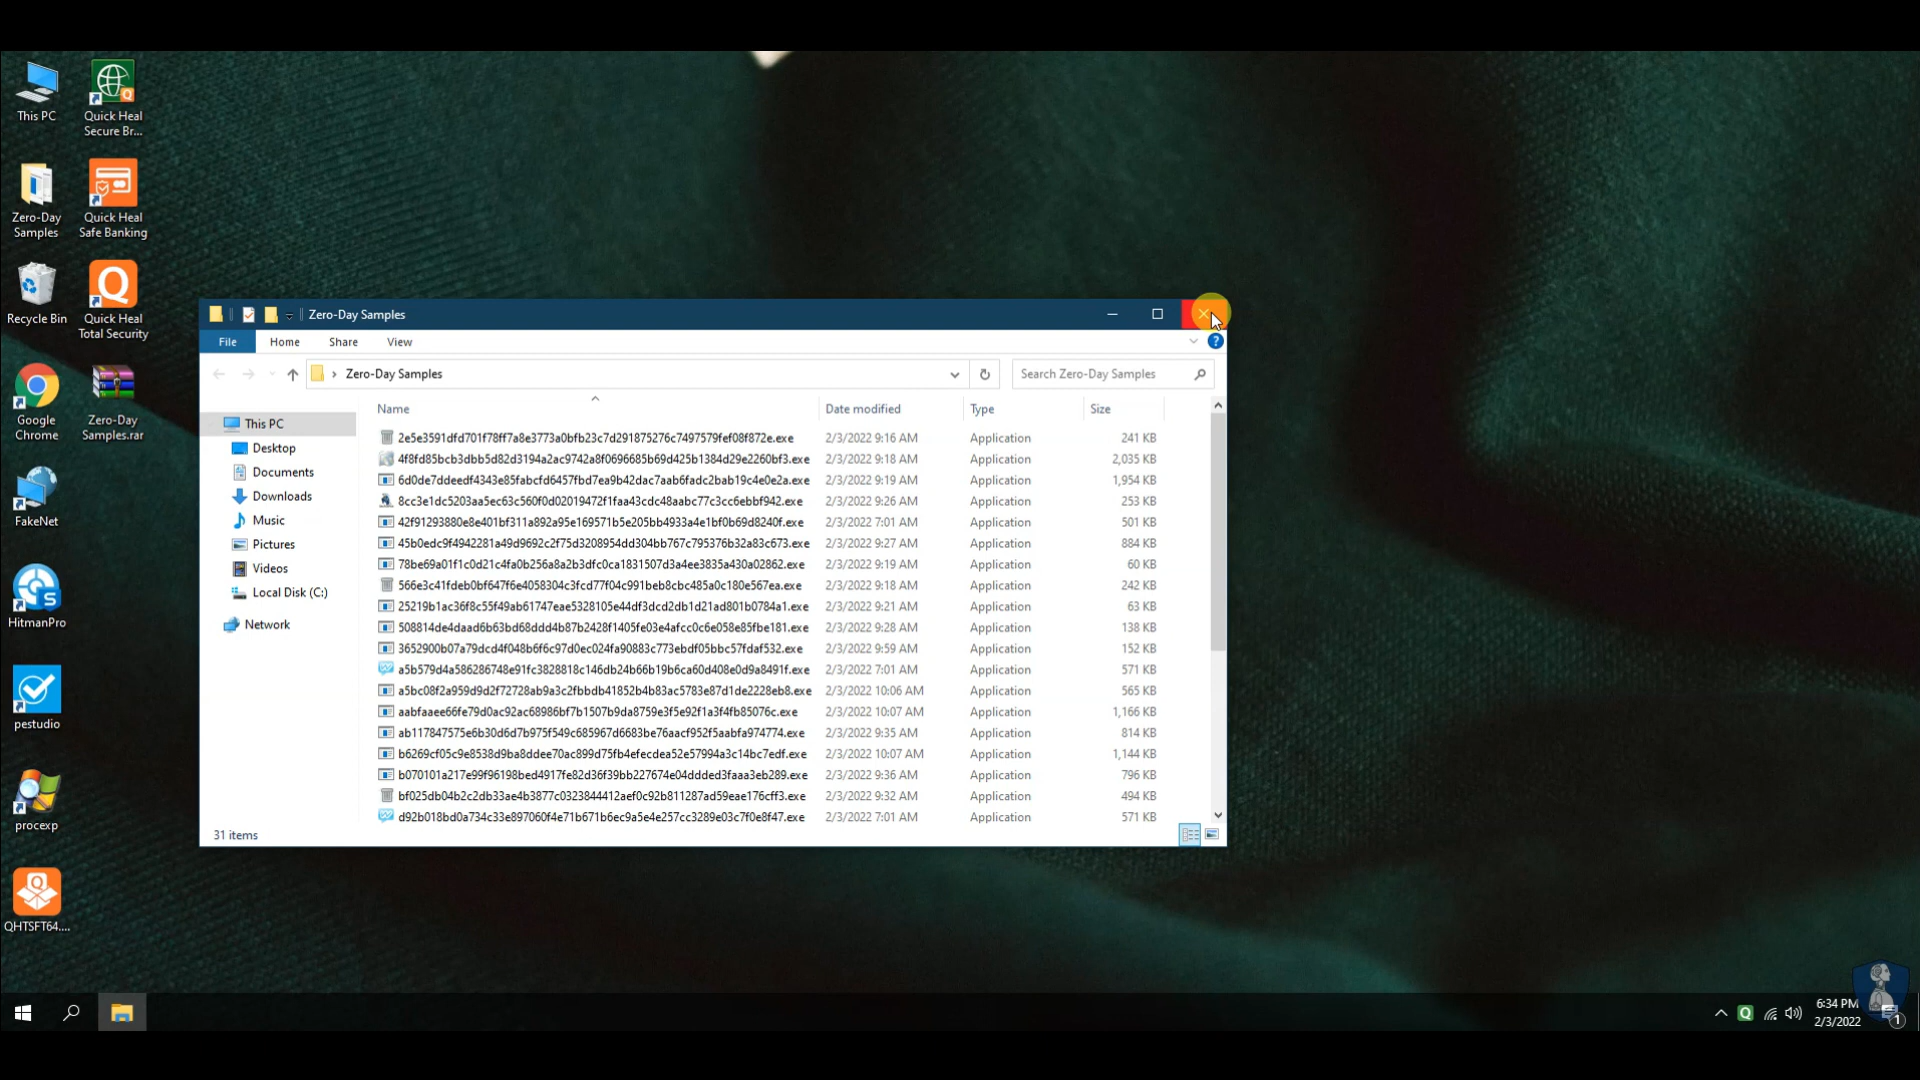 This PC
Quick Heal
Secure Br...
Zero-Day
Samples
Quick Heal
Safe Banking
Recycle Bin
Quick Heal
Total Security
Google
Chrome
Zero-Day
Samples.rar
FakeNet
HitmanPro
pestudio
procexp
QHTSFT64....
Zero-Day Samples
File Home Share View
Zero-Day Samples
Search Zero-Day Samples
This PC
Desktop
Documents
Downloads
Music
Pictures
Videos
Local Disk (C:)
Network
Name Date modified Type Size
2e5e3591dfd701f78ff7a8e3773a0bfb23c7d291875276c7497579fef08f872e.exe 2/3/2022 9:16 AM Application 241 KB
4f8fd85bcb3dbb5d82d3194a2ac9742a8f0696685b69d425b1384d29e2260bf3.exe 2/3/2022 9:18 AM Application 2,035 KB
6d0de7ddeedf4343e85fabcfd6457fbd7ea9b42dac7aab6fadc2bab19c4e0e2a.exe 2/3/2022 9:19 AM Application 1,954 KB
8cc3e1dc5203aa5ec63c560f0d02019472f1faa43cdc48aabc77c3cc6ebbf942.exe 2/3/2022 9:26 AM Application 253 KB
42f91293880e8e401bf311a892a95e169571b5e205bb4933a4e1bf0b69d8240f.exe 2/3/2022 7:01 AM Application 501 KB
45b0edc9f4942281a49d9692c2f75d3208954dd304bb767c795376b32a83c673.exe 2/3/2022 9:27 AM Application 884 KB
78be69a01f1c0d21c4fa0b256a8a2b3dfc0ca1831507d3a4ee3835a430a02862.exe 2/3/2022 9:19 AM Application 60 KB
566e3c41fdeb0bf647f6e4058304c3fcd77f04c991beb8cbc485a0c180e567ea.exe 2/3/2022 9:18 AM Application 242 KB
25219b1ac36f8c55f49ab61747eae5328105e44df3dcd2db1d21ad801b0784a1.exe 2/3/2022 9:21 AM Application 63 KB
508814de4daad6b63bd68ddd4b87b2428f1405fe03e4afcc0c6e058e85fbe181.exe 2/3/2022 9:28 AM Application 138 KB
3652900b07a79dcd4f048b6f6c97d0ec024fa90883c773ebdf05bbc57fdaf532.exe 2/3/2022 9:59 AM Application 152 KB
a5b579d4a586286748e91fc3828818c146db24b66b19b6ca60d408e0d9a8491f.exe 2/3/2022 7:01 AM Application 571 KB
a5bc08f2a959d9d2f72728ab9a3c2fbbdb41852b4b83ac5783e87d1de2228eb8.exe 2/3/2022 10:06 AM Application 565 KB
aabfaaee66fe79d0ac92ac68986bf7b1507b9da8759e3f5e92f1a3f4fb85076c.exe 2/3/2022 10:07 AM Application 1,166 KB
ab117847575e6b30d6d7b975f549c685967d6683be76aacf952f5aabfa974774.exe 2/3/2022 9:35 AM Application 814 KB
b6269cf05c9e8538d9ba8ddee70ac899d75fb4efecdea52e57994a3c14bc7edf.exe 2/3/2022 10:07 AM Application 1,144 KB
b070101a217e99f96198bed4917fe82d36f39bb227674e04ddded3faaa3eb289.exe 2/3/2022 9:36 AM Application 796 KB
bf025db04b2c2db33ae4b3877c0323844412aef0c92b811287ad59eae176cff3.exe 2/3/2022 9:32 AM Application 494 KB
d92b018bd0a734c33e897060f4e71b671b6ec9a5e4e257cc3289e03c7f0e8f47.exe 2/3/2022 7:01 AM Application 571 KB
31 items
6:34 PM
2/3/2022
1